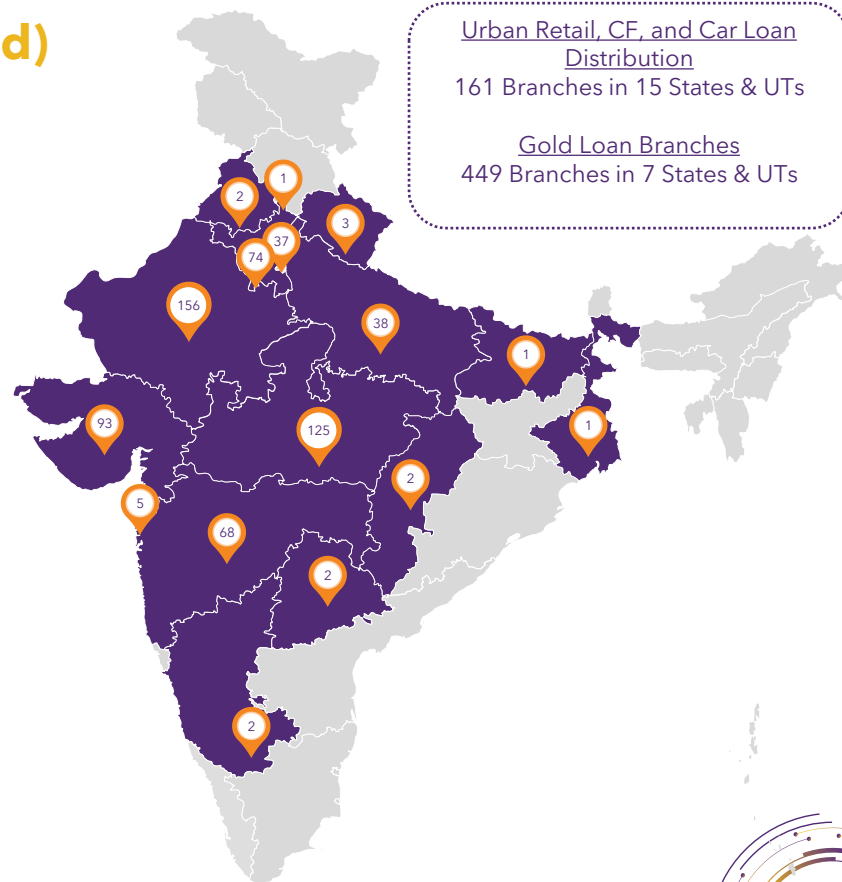 d)
Urban Retail, CF, and Car Loan
Distribution
161 Branches in 15 States & UTs
Gold Loan Branches
449 Branches in 7 States & UTs
1
2
3
37
74
156
38
1
93
125
1
2
5
68
2
2